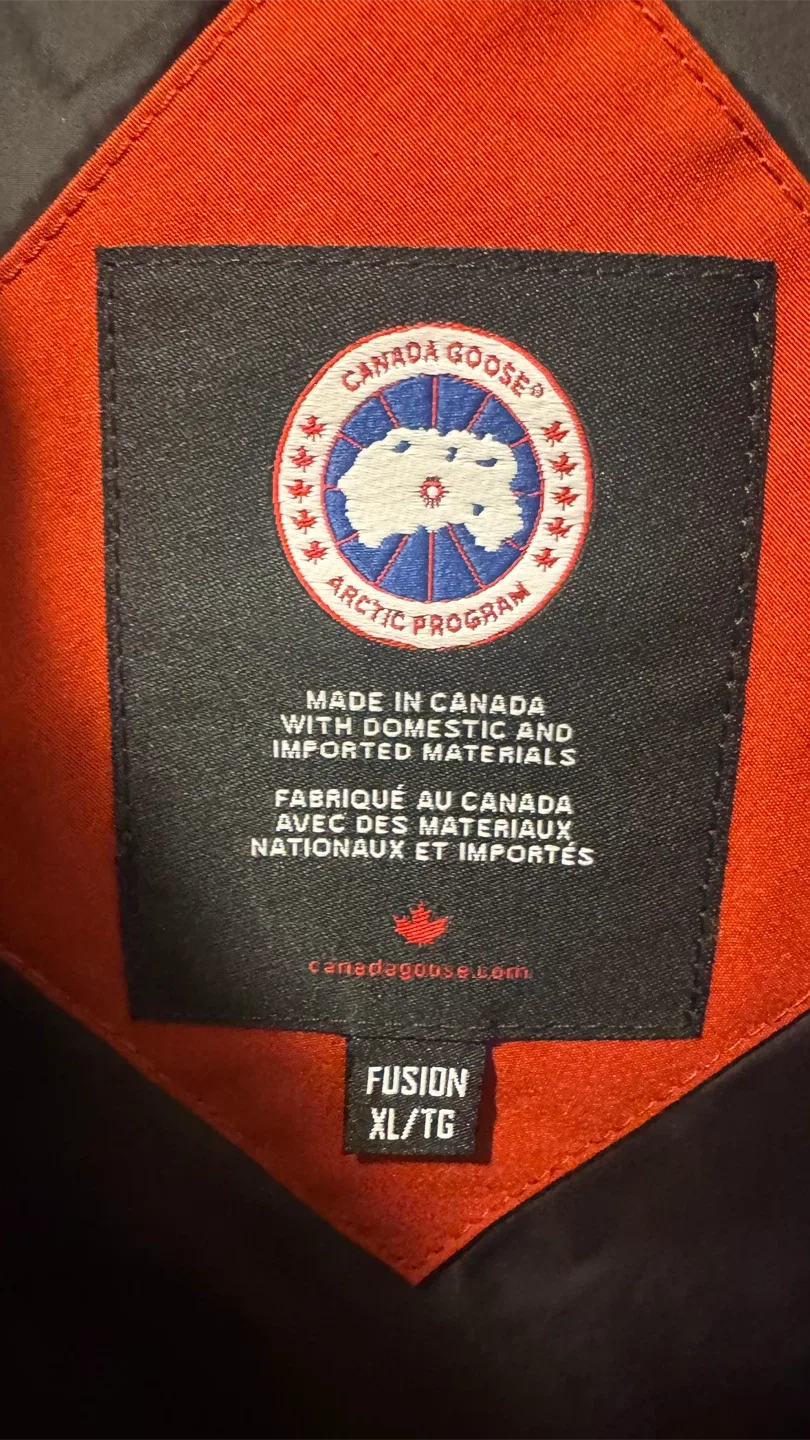 CANADA GOOSE®
ARCTIC PROGRAM
MADE IN CANADA
WITH DOMESTIC AND
IMPORTED MATERIALS
FABRIQUÉ AU CANADA
AVEC DES MATERIAUX
NATIONAUX ET IMPORTÉS
canadagoose.com
FUSION
XL/TG